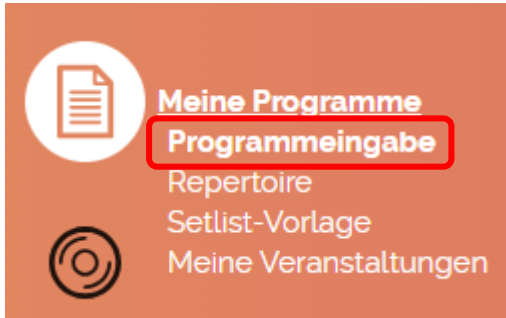 Meine Programme
Programmeingabe
Repertoire
Setlist-Vorlage
Meine Veranstaltungen